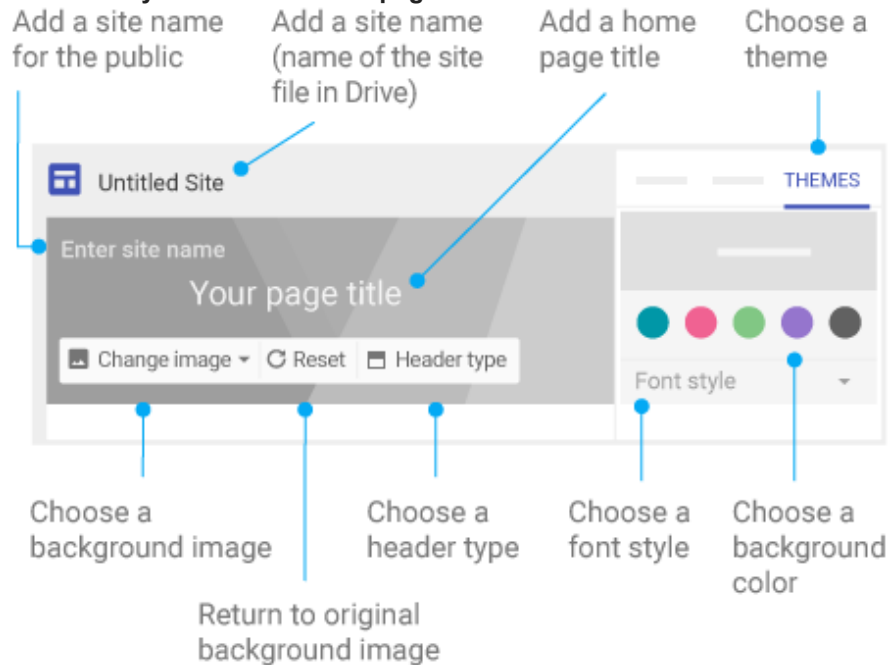 Add a site name
for the public
Add a site name
(name of the site
file in Drive)
Add a home
page title
Choose a
theme
Untitled Site
THEMES
Enter site name
Your page title
Change image
Reset
Header type
Font style
Choose a
background image
Return to original
background image
Choose a
header type
Choose a
font style
Choose a
background
color